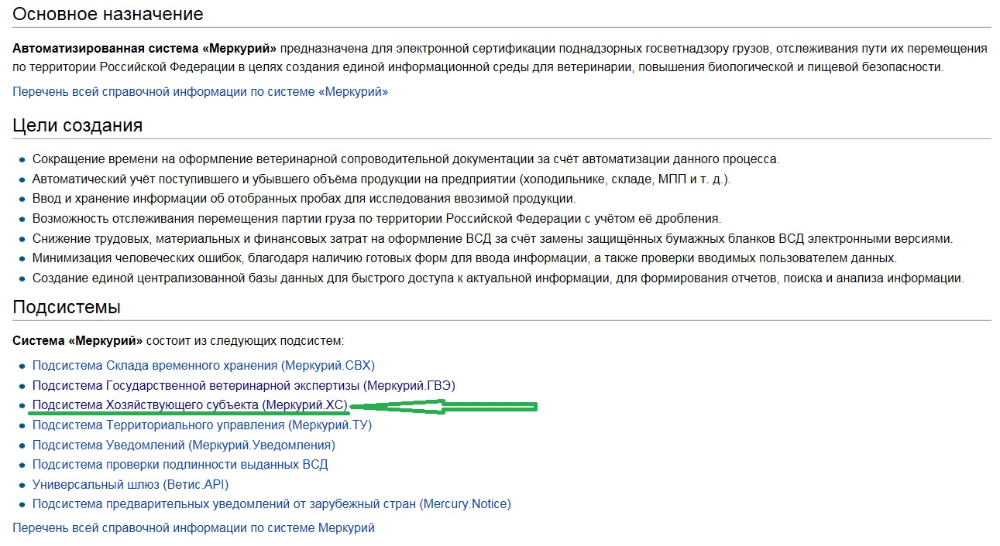 Основное назначение
Автоматизированная система «Меркурий» предназначена для электронной сертификации поднадзорных госветнадзору грузов, отслеживания пути их перемещения
по территории Российской Федерации в целях создания единой информационной среды для ветеринарии, повышения биологической и пищевой безопасности.
Перечень всей справочной информации по системе «Меркурий»
Цели создания
Сокращение времени на оформление ветеринарной сопроводительной документации за счёт автоматизации данного процесса.
Автоматический учёт поступившего и убывшего объёма продукции на предприятии (холодильнике, складе, МПП и т. д.).
Ввод и хранение информации об отобранных пробах для исследования ввозимой продукции.
Возможность отслеживания перемещения партии груза по территории Российской Федерации с учётом её дробления.
Снижение трудовых, материальных и финансовых затрат на оформление ВСД за счёт замены защищённых бумажных бланков ВСД электронными версиями.
Минимизация человеческих ошибок, благодаря наличию готовых форм для ввода информации, а также проверки вводимых пользователем данных.
Создание единой централизованной базы данных для быстрого доступа к актуальной информации, для формирования отчетов, поиска и анализа информации.
Подсистемы
Система «Меркурий» состоит из следующих подсистем:
Подсистема Склада временного хранения (Меркурий.СВХ)
Подсистема Государственной ветеринарной экспертизы (Меркурий.ГВЭ)
Подсистема Хозяйствующего субъекта (Меркурий.ХС)
Подсистема Территориального управления (Меркурий.ТУ)
Подсистема Уведомлений (Меркурий.Уведомления)
Подсистема проверки подлинности выданных ВСД
Универсальный шлюз (Ветис.API)
Подсистема предварительных уведомлений от зарубежный стран (Mercury.Notice)
Перечень всей справочной информации по системе Меркурий